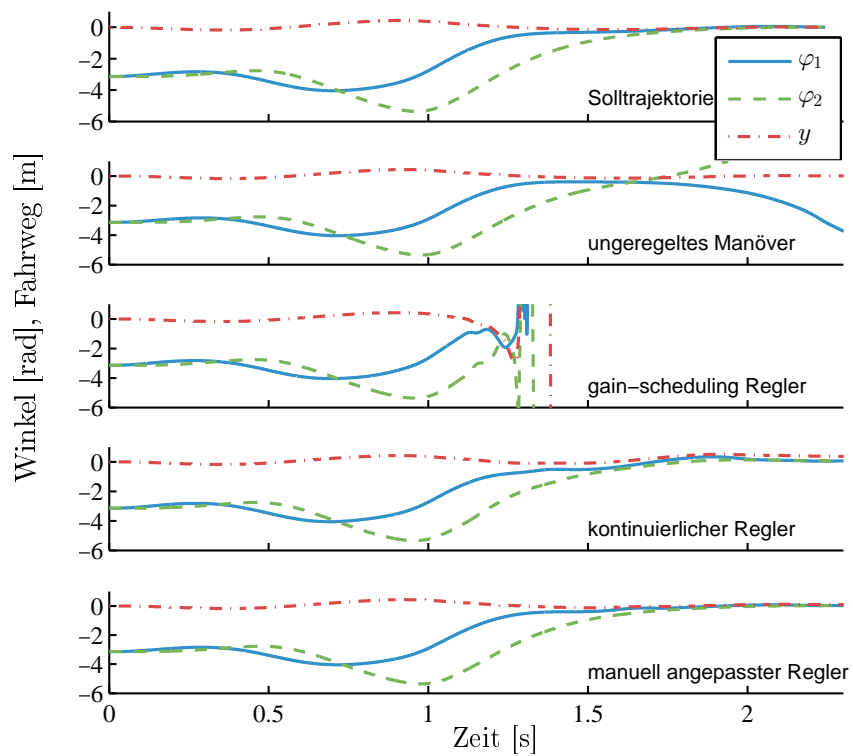 0
−2
−4
−6
Solltrajektorie
φ1
φ2
y
0
−2
−4
−6
ungeregeltes Manöver
0
−2
−4
−6
gain−scheduling Regler
0
−2
−4
−6
kontinuierlicher Regler
0
−2
−4
−6
manuell angepasster Regler
0 0.5 1 1.5 2
Zeit [s]
Winkel [rad], Fahrweg [m]